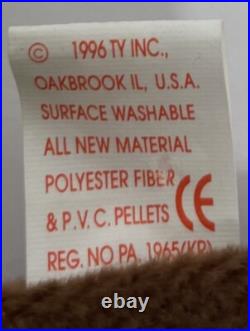 © 1996 TY INC.,
OAKBROOK IL, U.S.A.
SURFACE WASHABLE
ALL NEW MATERIAL
POLYESTER FIBER
& P.V.C. PELLETS CE
REG. NO PA. 1965(KR)